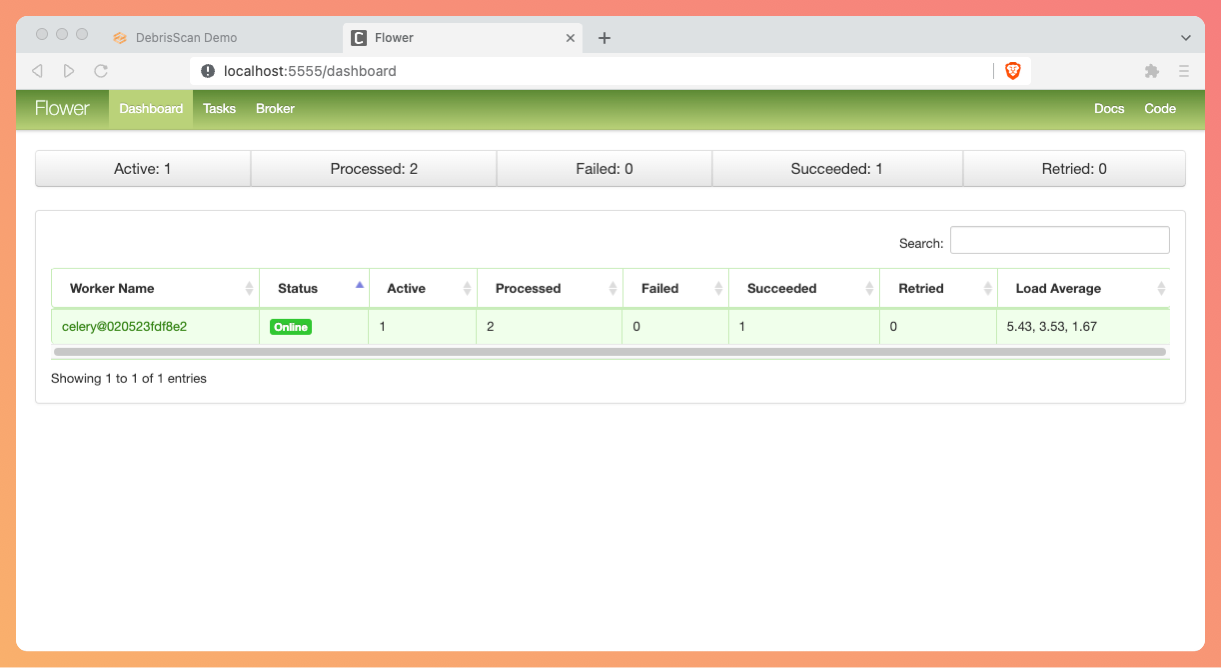 DebrisScan Demo Flower
localhost:5555/dashboard
Flower Dashboard Tasks Broker Docs Code
Active: 1 Processed: 2 Failed: 0 Succeeded: 1 Retried: 0
Search:
Worker Name Status Active Processed Failed Succeeded Retried Load Average
celery@020523fdf8e2 Online 1 2 0 1 0 5.43, 3.53, 1.67
Showing 1 to 1 of 1 entries